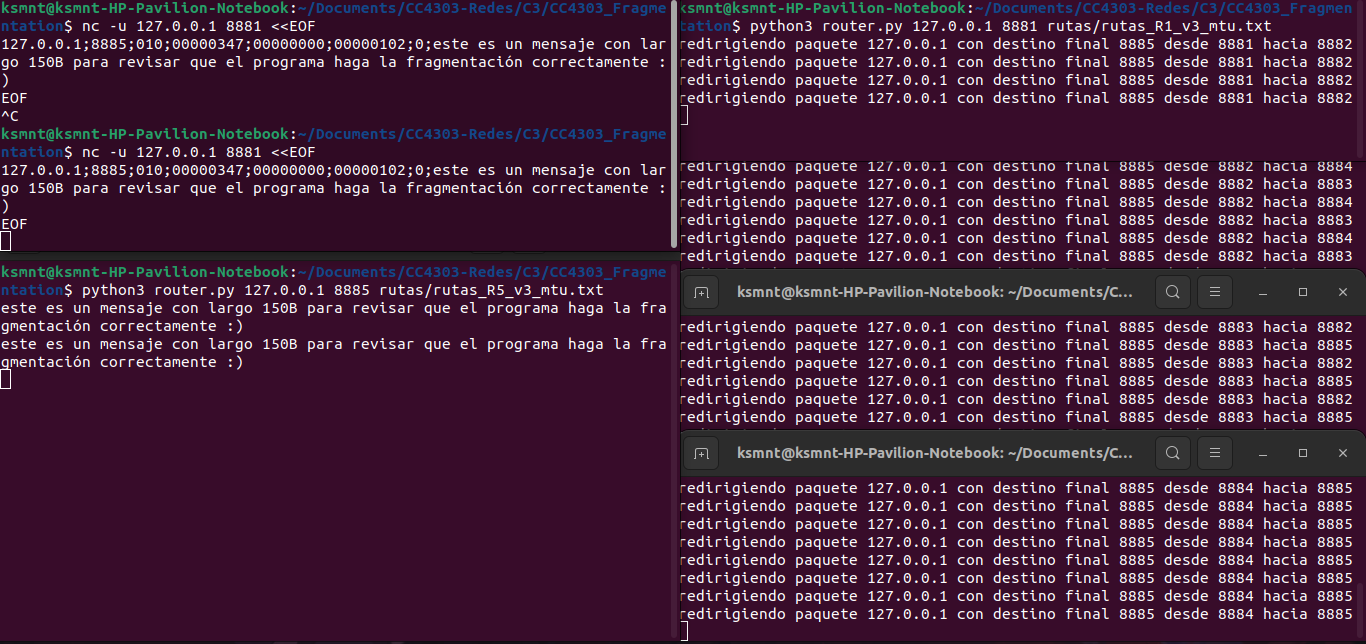 ksmnt@ksmnt-HP-Pavilion-Notebook:~/Documents/CC4303-Redes/C3/CC4303_Fragme
ntation$ nc -u 127.0.0.1 8881 <<EOF
127.0.0.1;8885;010;00000347;00000000;00000102;0;este es un mensaje con lar
go 150B para revisar que el programa haga la fragmentación correctamente :
)
EOF
^C
ksmnt@ksmnt-HP-Pavilion-Notebook:~/Documents/CC4303-Redes/C3/CC4303_Fragme
ntation$ nc -u 127.0.0.1 8881 <<EOF
127.0.0.1;8885;010;00000347;00000000;00000102;0;este es un mensaje con lar
go 150B para revisar que el programa haga la fragmentación correctamente :
)
EOF
ksmnt@ksmnt-HP-Pavilion-Notebook:~/Documents/CC4303-Redes/C3/CC4303_Fragme
ntation$ python3 router.py 127.0.0.1 8885 rutas/rutas_R5_v3_mtu.txt
este es un mensaje con largo 150B para revisar que el programa haga la fra
gmentación correctamente :)
este es un mensaje con largo 150B para revisar que el programa haga la fra
gmentación correctamente :)
ksmnt@ksmnt-HP-Pavilion-Notebook:~/Documents/CC4303-Redes/C3/CC4303_Fragmen
tation$ python3 router.py 127.0.0.1 8881 rutas/rutas_R1_v3_mtu.txt
redirigiendo paquete 127.0.0.1 con destino final 8885 desde 8881 hacia 8882
redirigiendo paquete 127.0.0.1 con destino final 8885 desde 8881 hacia 8882
redirigiendo paquete 127.0.0.1 con destino final 8885 desde 8881 hacia 8882
redirigiendo paquete 127.0.0.1 con destino final 8885 desde 8881 hacia 8882
redirigiendo paquete 127.0.0.1 con destino final 8885 desde 8882 hacia 8884
redirigiendo paquete 127.0.0.1 con destino final 8885 desde 8882 hacia 8883
redirigiendo paquete 127.0.0.1 con destino final 8885 desde 8882 hacia 8884
redirigiendo paquete 127.0.0.1 con destino final 8885 desde 8882 hacia 8883
redirigiendo paquete 127.0.0.1 con destino final 8885 desde 8882 hacia 8884
redirigiendo paquete 127.0.0.1 con destino final 8885 desde 8882 hacia 8883
ksmnt@ksmnt-HP-Pavilion-Notebook: ~/Documents/C...
redirigiendo paquete 127.0.0.1 con destino final 8885 desde 8883 hacia 8882
redirigiendo paquete 127.0.0.1 con destino final 8885 desde 8883 hacia 8885
redirigiendo paquete 127.0.0.1 con destino final 8885 desde 8883 hacia 8882
redirigiendo paquete 127.0.0.1 con destino final 8885 desde 8883 hacia 8885
redirigiendo paquete 127.0.0.1 con destino final 8885 desde 8883 hacia 8882
redirigiendo paquete 127.0.0.1 con destino final 8885 desde 8883 hacia 8885
ksmnt@ksmnt-HP-Pavilion-Notebook: ~/Documents/C...
redirigiendo paquete 127.0.0.1 con destino final 8885 desde 8884 hacia 8885
redirigiendo paquete 127.0.0.1 con destino final 8885 desde 8884 hacia 8885
redirigiendo paquete 127.0.0.1 con destino final 8885 desde 8884 hacia 8885
redirigiendo paquete 127.0.0.1 con destino final 8885 desde 8884 hacia 8885
redirigiendo paquete 127.0.0.1 con destino final 8885 desde 8884 hacia 8885
redirigiendo paquete 127.0.0.1 con destino final 8885 desde 8884 hacia 8885
redirigiendo paquete 127.0.0.1 con destino final 8885 desde 8884 hacia 8885
redirigiendo paquete 127.0.0.1 con destino final 8885 desde 8884 hacia 8885